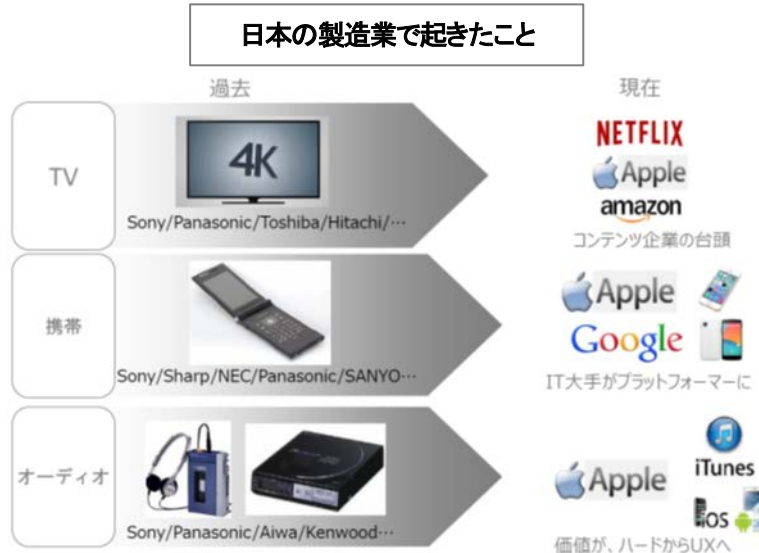 日本の製造業で起きたこと
過去
現在
TV
4K
Sony/Panasonic/Toshiba/Hitachi/…
NETFLIX
Apple
amazon
コンテンツ企業の台頭
携帯
Sony/Sharp/NEC/Panasonic/SANYO…
Apple
Google
IT大手がプラットフォーマーに
オーディオ
Sony/Panasonic/Aiwa/Kenwood…
Apple
iTunes
iOS
価値が、ハードからUXへ